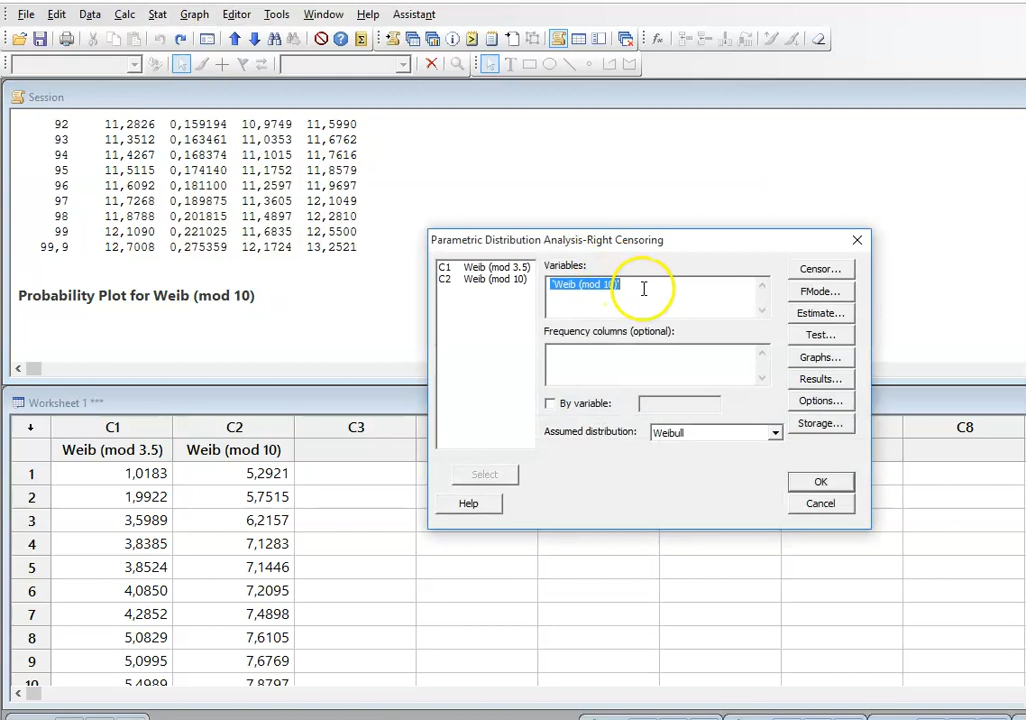 File Edit Data Calc Stat Graph Editor Tools Window Help Assistant
Session
92 11,2826 0,159194 10,9749 11,5990
93 11,3512 0,163461 11,0353 11,6762
94 11,4267 0,168374 11,1015 11,7616
95 11,5115 0,174140 11,1752 11,8579
96 11,6092 0,181100 11,2597 11,9697
97 11,7268 0,189875 11,3605 12,1049
98 11,8788 0,201815 11,4897 12,2810
99 12,1090 0,221025 11,6835 12,5500
99,9 12,7008 0,275359 12,1724 13,2521
Probability Plot for Weib (mod 10)
Parametric Distribution Analysis-Right Censoring
C1 Weib (mod 3.5)
C2 Weib (mod 10)
Variables:
'Weib (mod 10)'
Frequency columns (optional):
By variable:
Assumed distribution: Weibull
Censor...
FMode...
Estimate...
Test...
Graphs...
Results...
Options...
Storage...
Select
Help
OK
Cancel
Worksheet 1 ***
C1 C2 C3 C8
Weib (mod 3.5) Weib (mod 10)
1 1,0183 5,2921
2 1,9922 5,7515
3 3,5989 6,2157
4 3,8385 7,1283
5 3,8524 7,1446
6 4,0850 7,2095
7 4,2852 7,4898
8 5,0829 7,6105
9 5,0995 7,6769
10 5,4989 7,8797